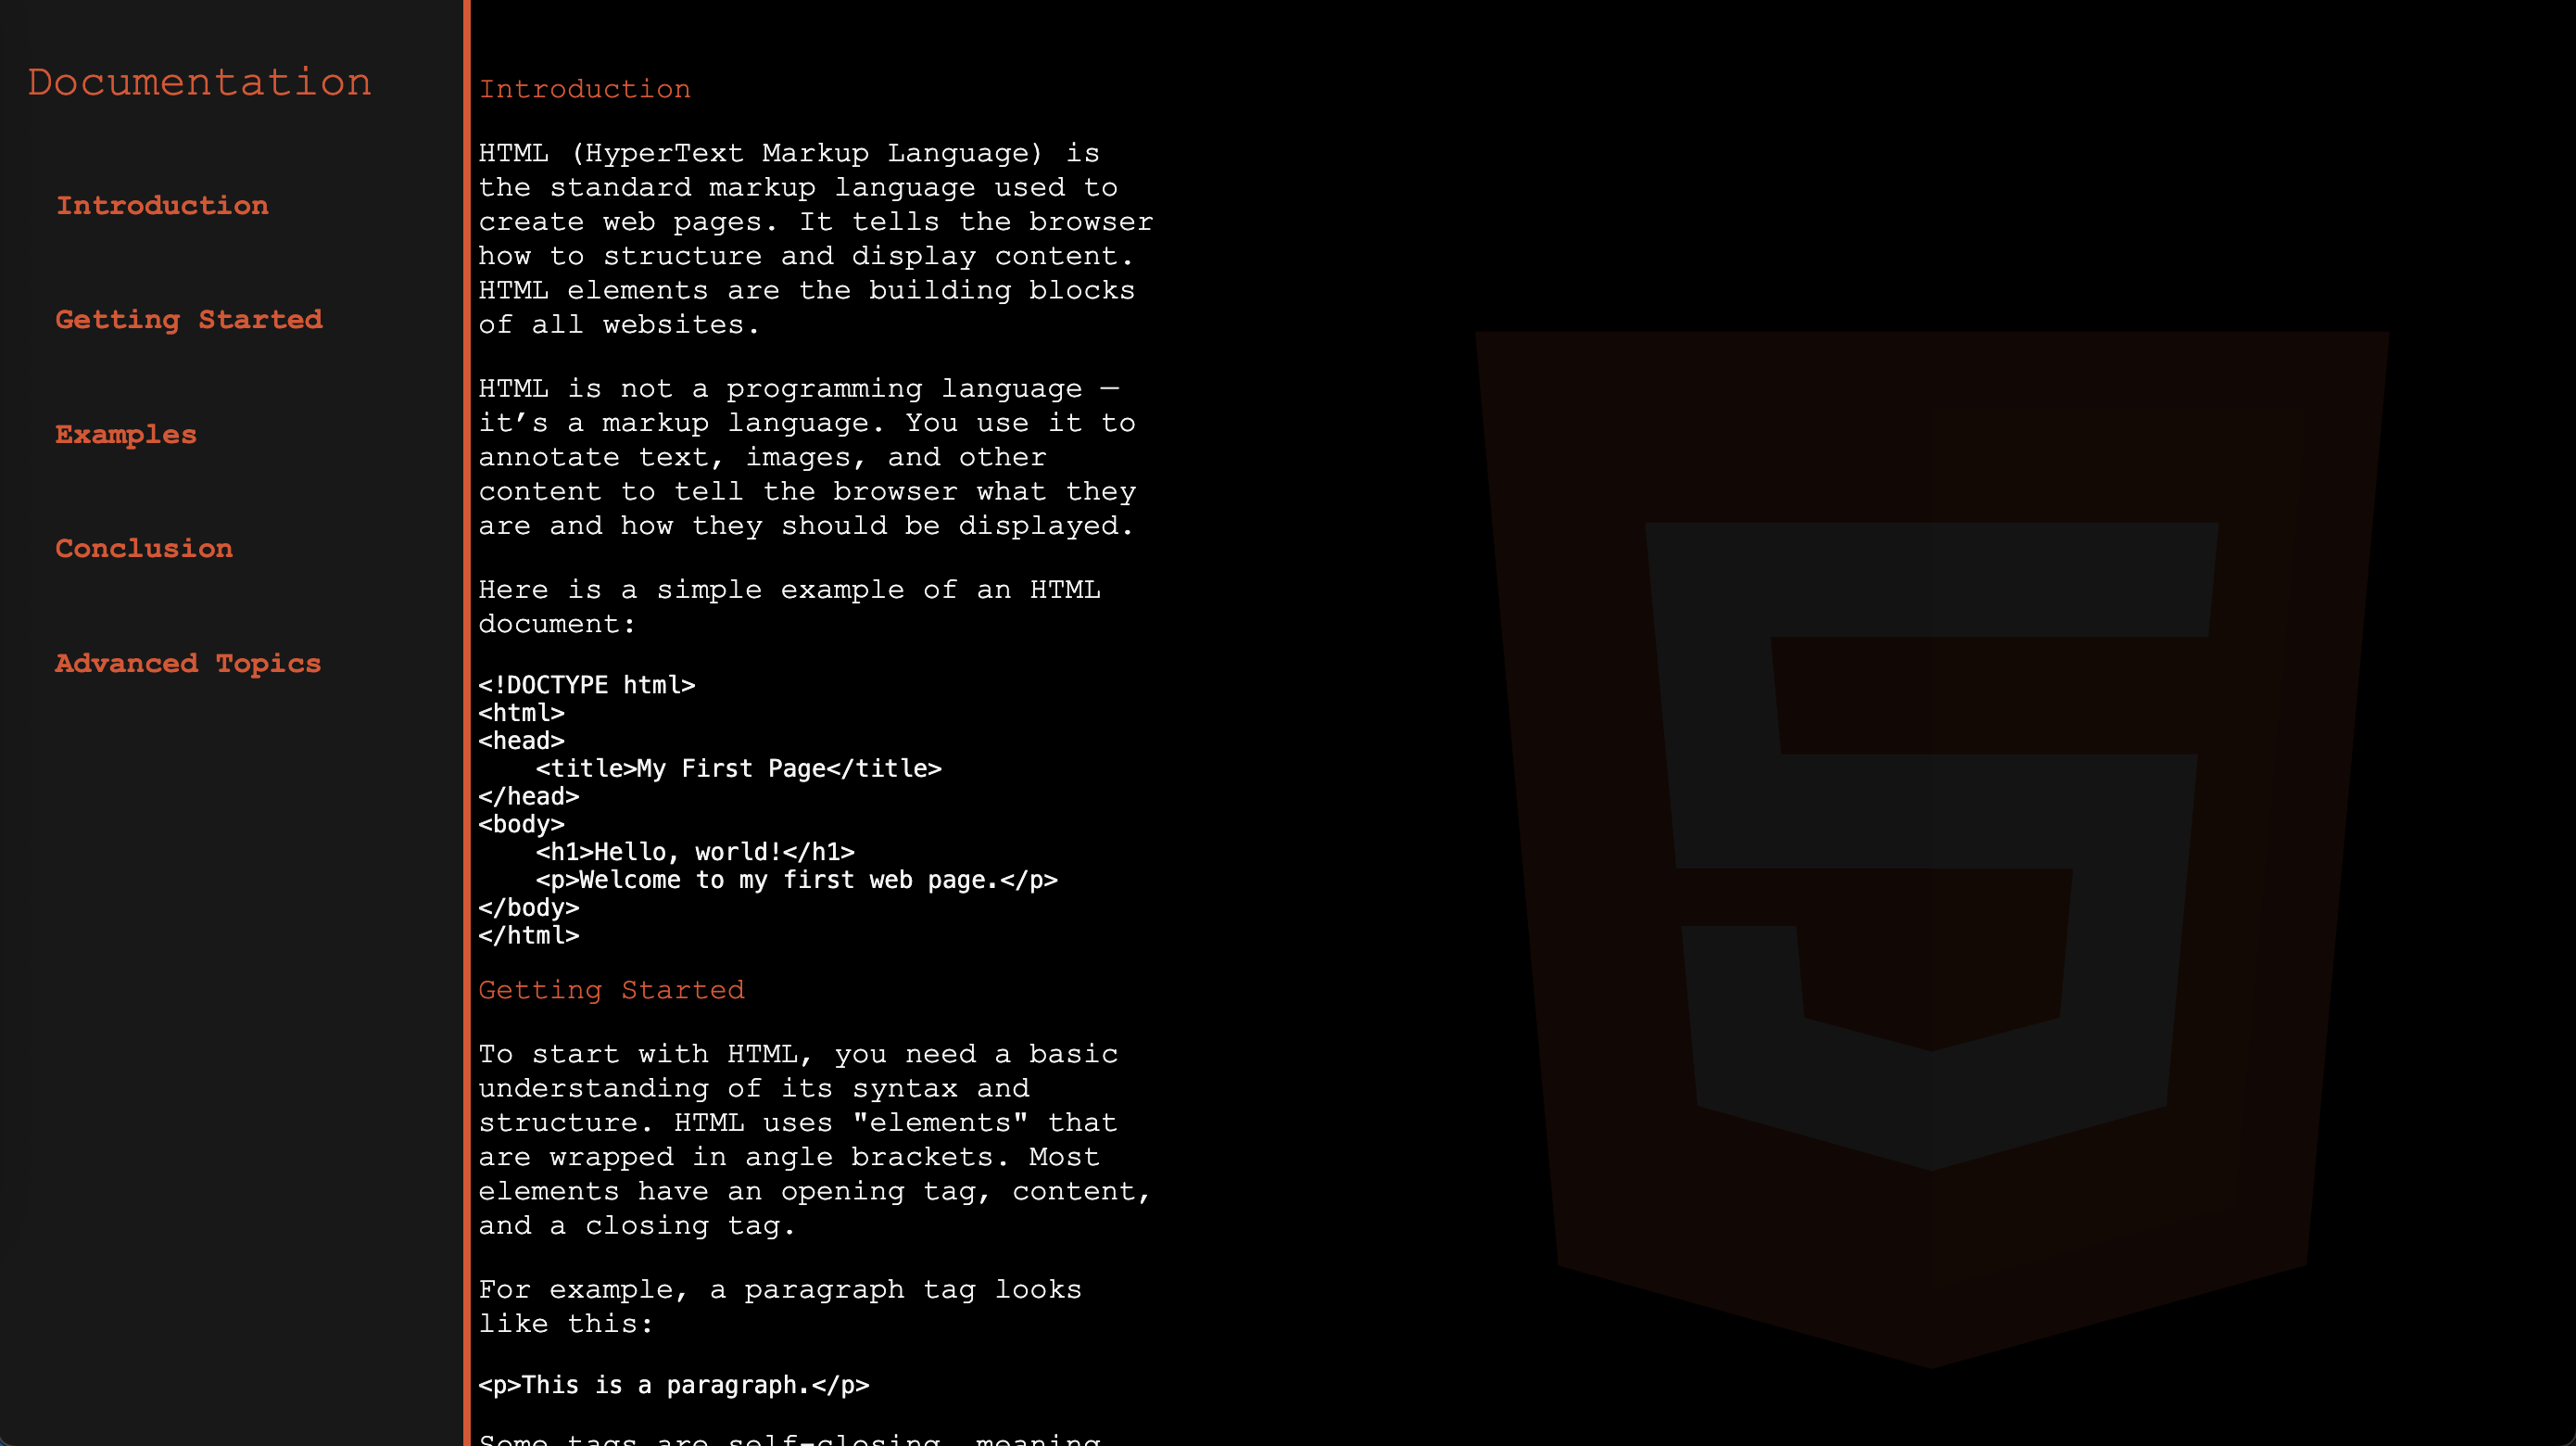 Documentation
Introduction
Getting Started
Examples
Conclusion
Advanced Topics
Introduction
HTML (HyperText Markup Language) is
the standard markup language used to
create web pages. It tells the browser
how to structure and display content.
HTML elements are the building blocks
of all websites.
HTML is not a programming language —
it’s a markup language. You use it to
annotate text, images, and other
content to tell the browser what they
are and how they should be displayed.
Here is a simple example of an HTML
document:
<!DOCTYPE html>
<html>
<head>
    <title>My First Page</title>
</head>
<body>
    <h1>Hello, world!</h1>
    <p>Welcome to my first web page.</p>
</body>
</html>
Getting Started
To start with HTML, you need a basic
understanding of its syntax and
structure. HTML uses "elements" that
are wrapped in angle brackets. Most
elements have an opening tag, content,
and a closing tag.
For example, a paragraph tag looks
like this:
<p>This is a paragraph.</p>
Some tags are self-closing, meaning
5